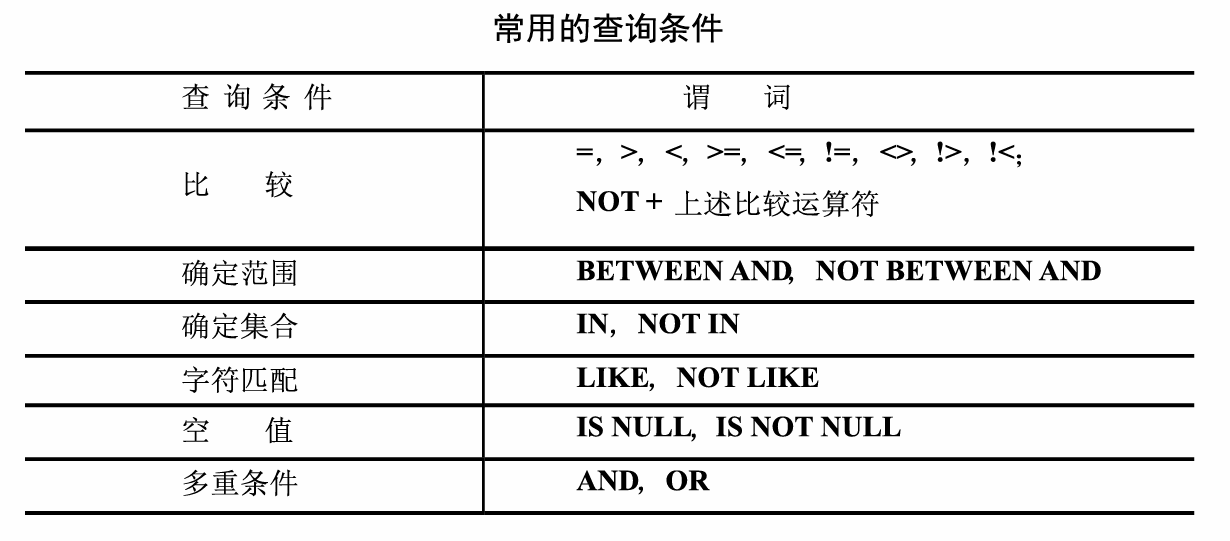 常用的查询条件
查 询 条 件 谓 词
比 较 =，>，<，>=，<=，!=，<>，!>，!<；
NOT + 上述比较运算符
确定范围 BETWEEN AND，NOT BETWEEN AND
确定集合 IN，NOT IN
字符匹配 LIKE，NOT LIKE
空 值 IS NULL，IS NOT NULL
多重条件 AND，OR